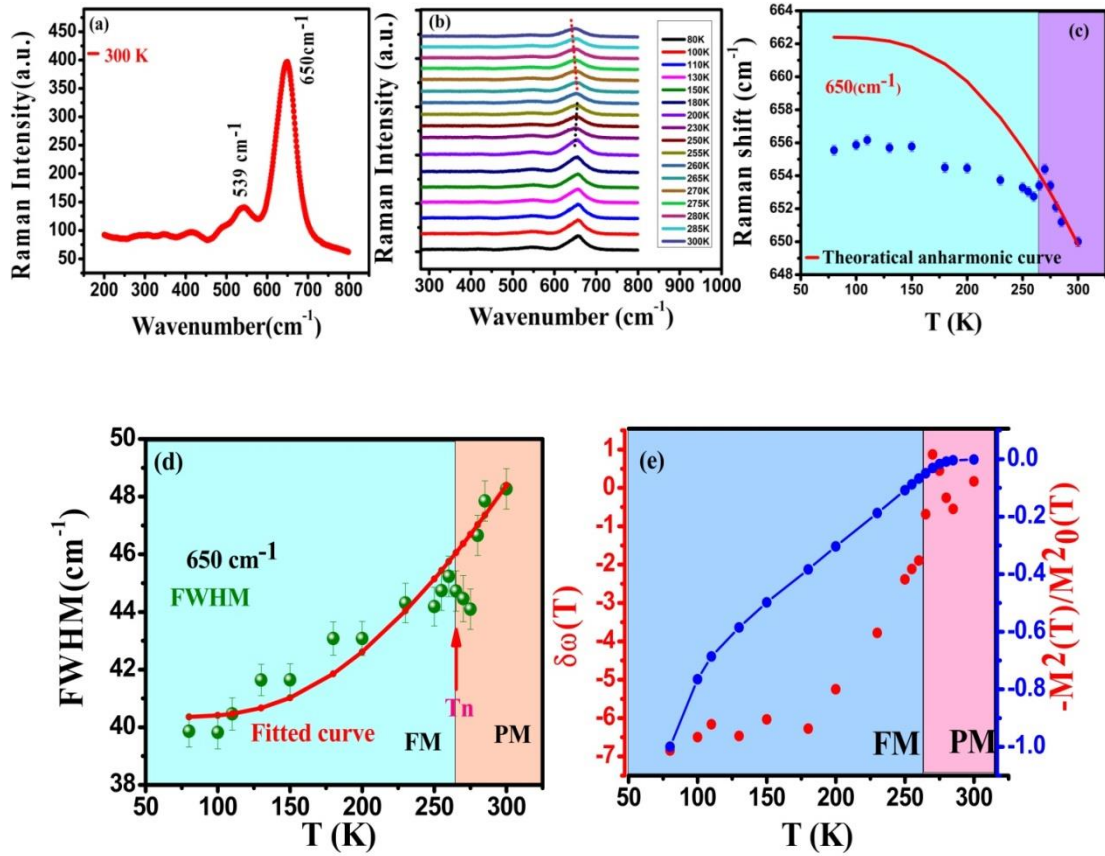 (a)
300 K
650cm-1
539 cm-1
450
400
350
300
250
200
150
100
50
Raman Intensity(a.u.)
200 300 400 500 600 700 800
Wavenumber(cm-1)
(b)
Raman Intensity (a.u.)
80K
100K
110K
130K
150K
180K
200K
230K
250K
255K
260K
265K
270K
275K
280K
285K
300K
300 400 500 600 700 800 900 1000
Wavenumber (cm-1)
(c)
664
662
660
658
656
654
652
650
648
Raman shift (cm-1)
650(cm-1)
Theoratical anharmonic curve
50 100 150 200 250 300
T (K)
(d)
50
48
46
44
42
40
38
FWHM(cm-1)
650 cm-1
FWHM
Tn
Fitted curve
FM
PM
50 100 150 200 250 300
T (K)
(e)
1
0
-1
-2
-3
-4
-5
-6
-7
δω(T)
0.0
-0.2
-0.4
-0.6
-0.8
-1.0
-M2(T)/M20(T)
FM
PM
50 100 150 200 250 300
T (K)